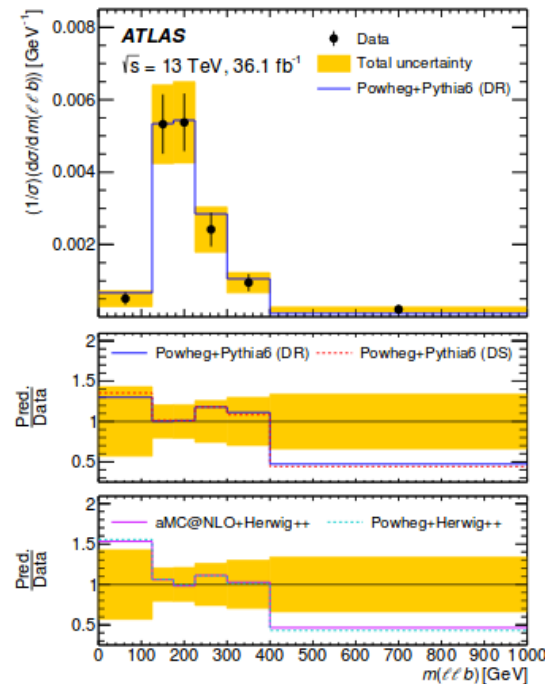 ATLAS
√s = 13 TeV, 36.1 fb⁻¹
Data
Total uncertainty
Powheg+Pythia6 (DR)
(1/σ) (dσ/d m(ℓℓb)) [GeV⁻¹]
0.008
0.006
0.004
0.002
2
1.5
1
0.5
Pred.
Data
Powheg+Pythia6 (DR)
Powheg+Pythia6 (DS)
2
1.5
1
0.5
Pred.
Data
aMC@NLO+Herwig++
Powheg+Herwig++
0 100 200 300 400 500 600 700 800 900 1000
m(ℓℓb) [GeV]